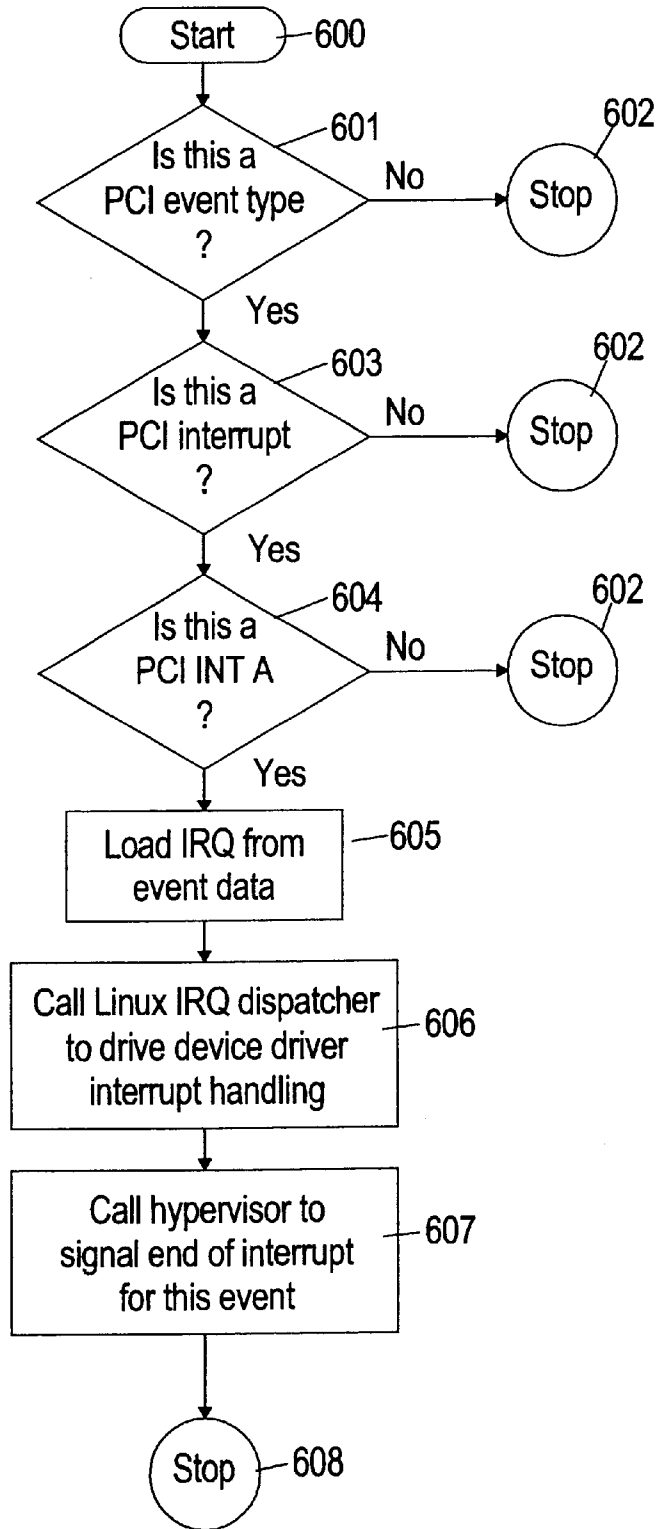 Start
600
601
Is this a
PCI event type
?
No
602
Stop
Yes
603
Is this a
PCI interrupt
?
No
602
Stop
Yes
604
Is this a
PCI INT A
?
No
602
Stop
Yes
Load IRQ from
event data
605
Call Linux IRQ dispatcher
to drive device driver
interrupt handling
606
Call hypervisor to
signal end of interrupt
for this event
607
Stop
608